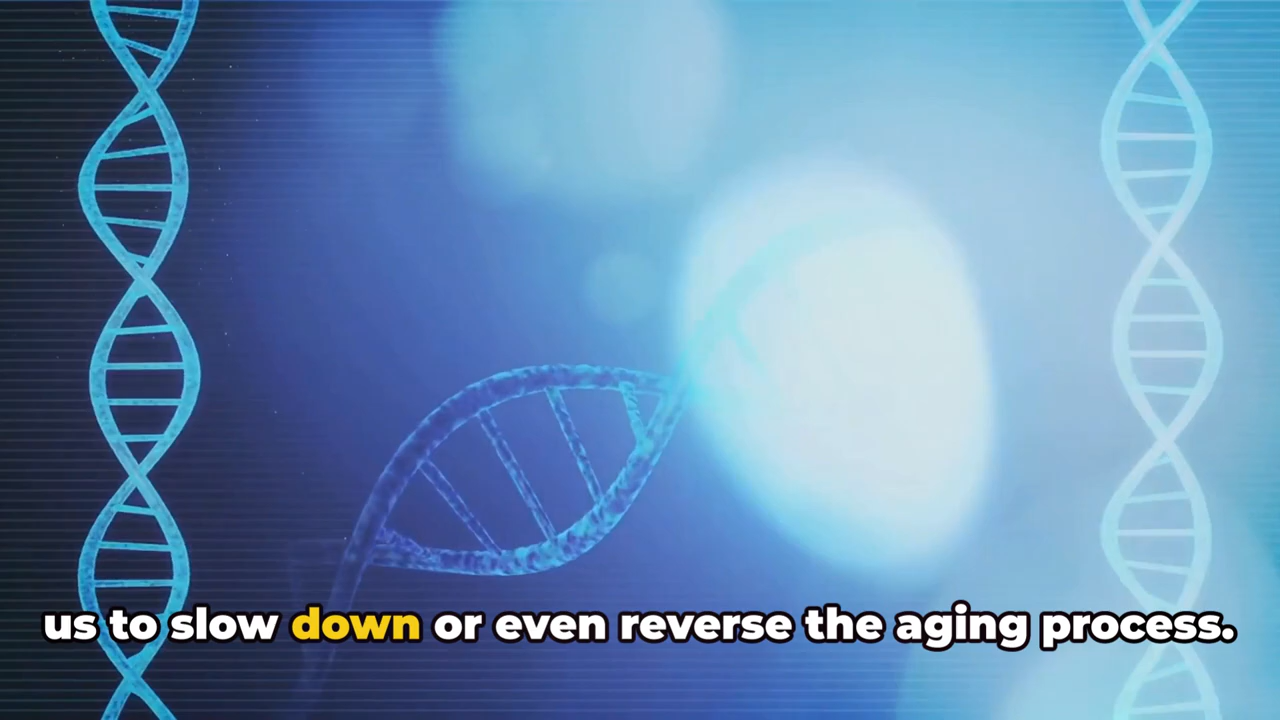 us to slow down or even reverse the aging process.